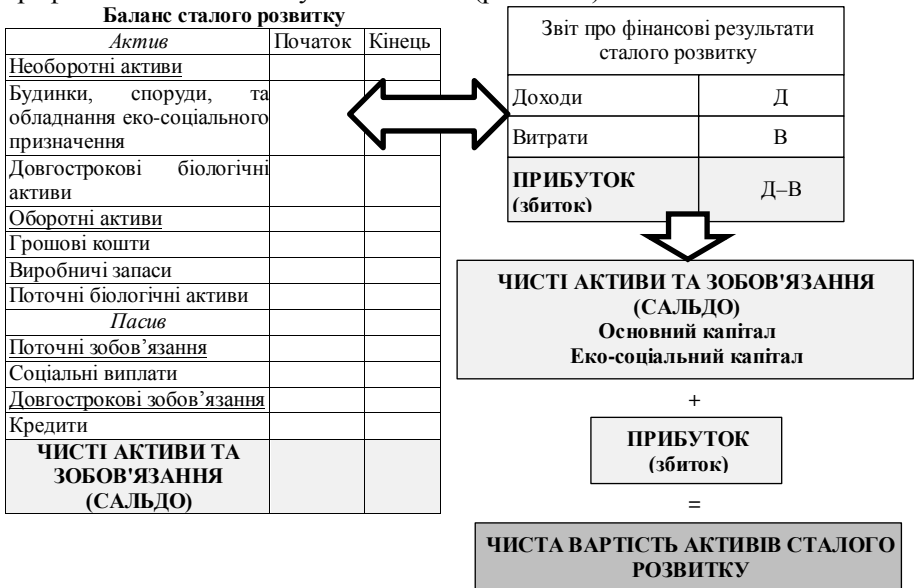 Баланс сталого розвитку
Актив Початок Кінець
Необоротні активи
Будинки, споруди, та
обладнання еко-соціального
призначення
Довгострокові біологічні
активи
Оборотні активи
Грошові кошти
Виробничі запаси
Поточні біологічні активи
Пасив
Поточні зобов’язання
Соціальні виплати
Довгострокові зобов’язання
Кредити
ЧИСТІ АКТИВИ ТА
ЗОБОВ'ЯЗАННЯ
(САЛЬДО)
Звіт про фінансові результати
сталого розвитку
Доходи Д
Витрати В
ПРИБУТОК
(збиток) Д–В
ЧИСТІ АКТИВИ ТА ЗОБОВ'ЯЗАННЯ
(САЛЬДО)
Основний капітал
Еко-соціальний капітал
+
ПРИБУТОК
(збиток)
=
ЧИСТА ВАРТІСТЬ АКТИВІВ СТАЛОГО
РОЗВИТКУ